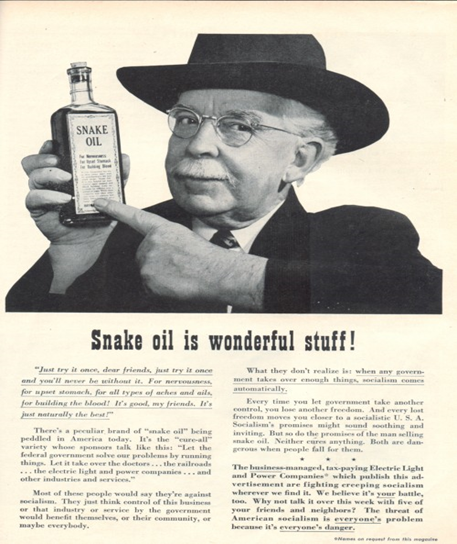 SNAKE
OIL
For Nervousness
For Upset Stomach
For Building Blood
Snake oil is wonderful stuff!
"Just try it once, dear friends, just try it once
and you'll never be without it. For nervousness,
for upset stomach, for all types of aches and ails,
for building the blood! It's good, my friends. It's
just naturally the best!"
There's a peculiar brand of "snake oil" being
peddled in America today. It's the "cure-all"
variety whose sponsors talk like this: "Let the
federal government solve our problems by running
things. Let it take over the doctors . . . the railroads
. . . the electric light and power companies . . . and
other industries and services."
Most of these people would say they're against
socialism. They just think control of this business
or that industry or service by the government
would benefit themselves, or their community, or
maybe everybody.
What they don't realize is: when any govern-
ment takes over enough things, socialism comes
automatically.
Every time you let government take another
control, you lose another freedom. And every lost
freedom moves you closer to a socialistic U. S. A.
Socialism's promises might sound soothing and
inviting. But so do the promises of the man selling
snake oil. Neither cures anything. Both are dan-
gerous when people fall for them.
* * *
The business-managed, tax-paying Electric Light
and Power Companies* which publish this ad-
vertisement are fighting creeping socialism
wherever we find it. We believe it's your battle,
too. Why not talk it over this week with five of
your friends and neighbors? The threat of
American socialism is everyone's problem
because it's everyone's danger.
*Names on request from this magazine